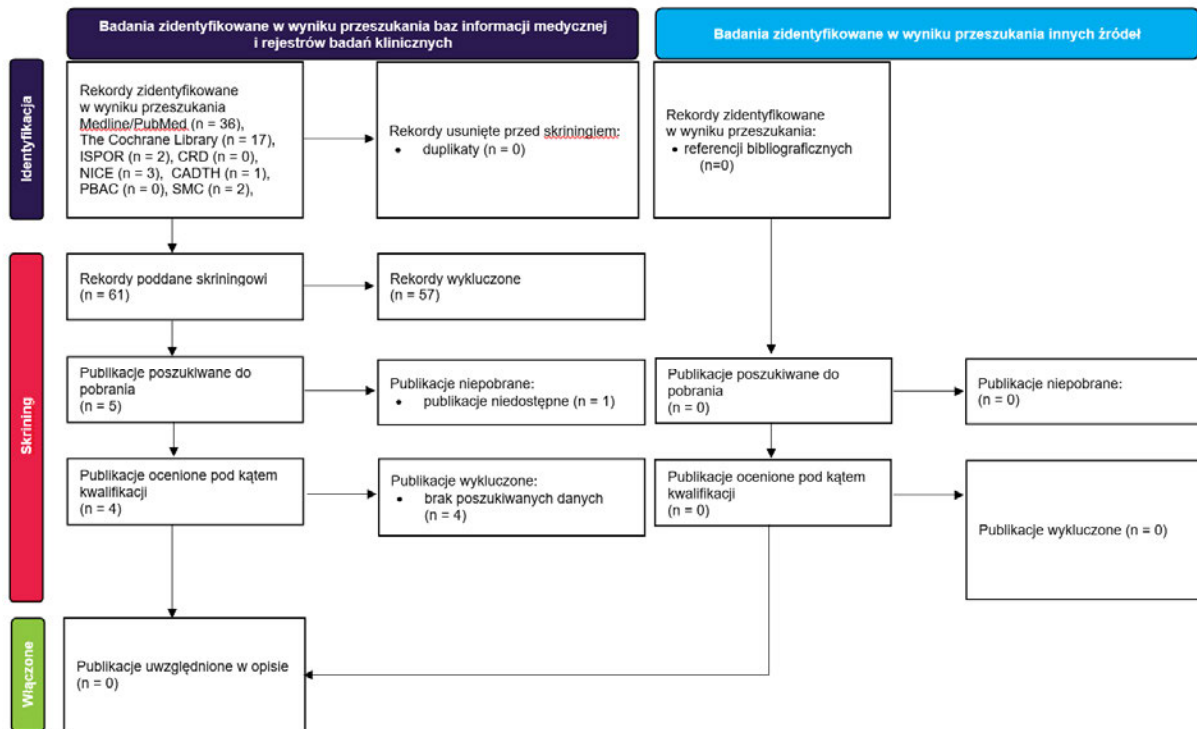 Badania zidentyfikowane w wyniku przeszukania baz informacji medycznej
i rejestrów badań klinicznych
Badania zidentyfikowane w wyniku przeszukania innych źródeł
Identyfikacja
Rekordy zidentyfikowane
w wyniku przeszukania
Medline/PubMed (n = 36),
The Cochrane Library (n = 17),
ISPOR (n = 2), CRD (n = 0),
NICE (n = 3), CADTH (n = 1),
PBAC (n = 0), SMC (n = 2),
Rekordy usunięte przed skriningiem:
• duplikaty (n = 0)
Rekordy zidentyfikowane
w wyniku przeszukania:
• referencji bibliograficznych
(n=0)
Skrining
Rekordy poddane skriningowi
(n = 61)
Rekordy wykluczone
(n = 57)
Publikacje poszukiwane do
pobrania
(n = 5)
Publikacje niepobrane:
• publikacje niedostępne (n = 1)
Publikacje poszukiwane do
pobrania
(n = 0)
Publikacje niepobrane:
(n = 0)
Publikacje ocenione pod kątem
kwalifikacji
(n = 4)
Publikacje wykluczone:
• brak poszukiwanych danych
(n = 4)
Publikacje ocenione pod kątem
kwalifikacji
(n = 0)
Publikacje wykluczone (n = 0)
Włączone
Publikacje uwzględnione w opisie
(n = 0)